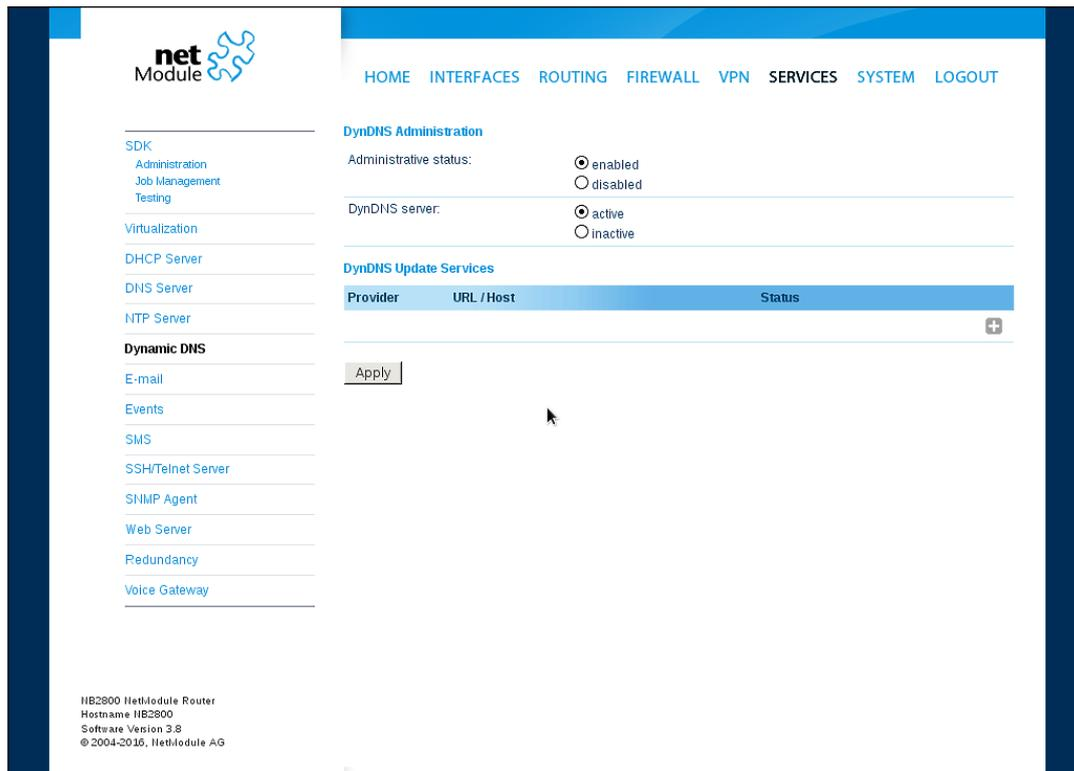 net
Module
HOME INTERFACES ROUTING FIREWALL VPN SERVICES SYSTEM LOGOUT
SDK
Administration
Job Management
Testing
Virtualization
DHCP Server
DNS Server
NTP Server
Dynamic DNS
E-mail
Events
SMS
SSH/Telnet Server
SNMP Agent
Web Server
Redundancy
Voice Gateway
DynDNS Administration
Administrative status:
enabled
disabled
DynDNS server:
active
inactive
DynDNS Update Services
Provider URL / Host Status
Apply
NB2800 NetModule Router
Hostname NB2800
Software Version 3.8
© 2004-2016, NetModule AG